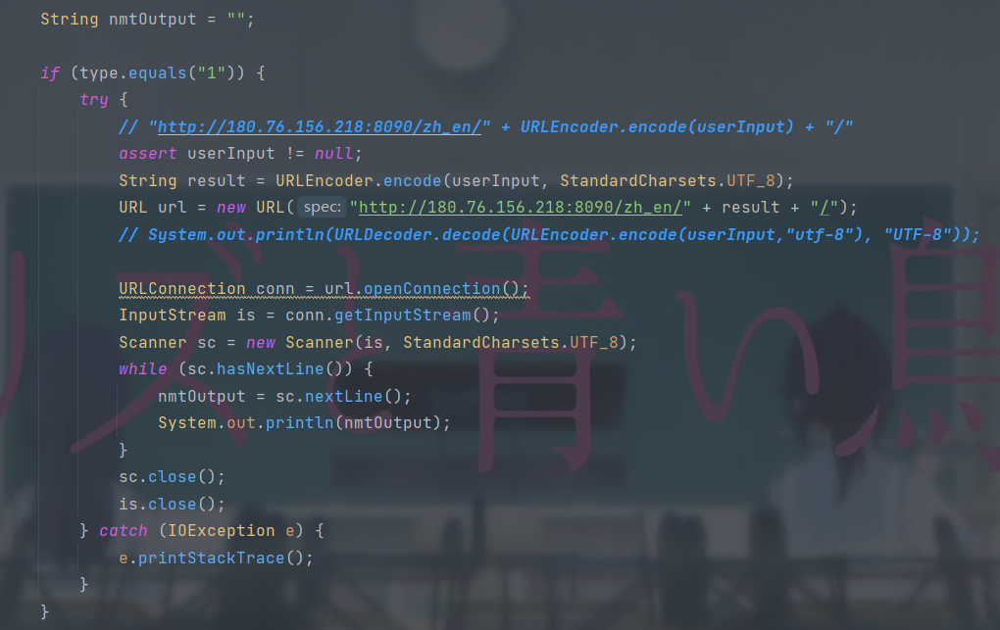 String nmtOutput = "";
if (type.equals("1")) {
try {
// "http://180.76.156.218:8090/zh_en/" + URLEncoder.encode(userInput) + "/"
assert userInput != null;
String result = URLEncoder.encode(userInput, StandardCharsets.UTF_8);
URL url = new URL( spec: "http://180.76.156.218:8090/zh_en/" + result + "/");
// System.out.println(URLDecoder.decode(URLEncoder.encode(userInput,"utf-8"), "UTF-8"));
URLConnection conn = url.openConnection();
InputStream is = conn.getInputStream();
Scanner sc = new Scanner(is, StandardCharsets.UTF_8);
while (sc.hasNextLine()) {
nmtOutput = sc.nextLine();
System.out.println(nmtOutput);
}
sc.close();
is.close();
} catch (IOException e) {
e.printStackTrace();
}
}
リズと青い鳥